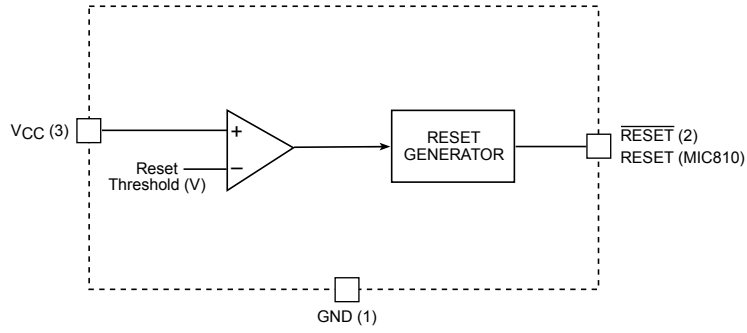 VCC (3)
+
Reset
Threshold (V)
−
RESET
GENERATOR
RESET (2)
RESET (MIC810)
GND (1)